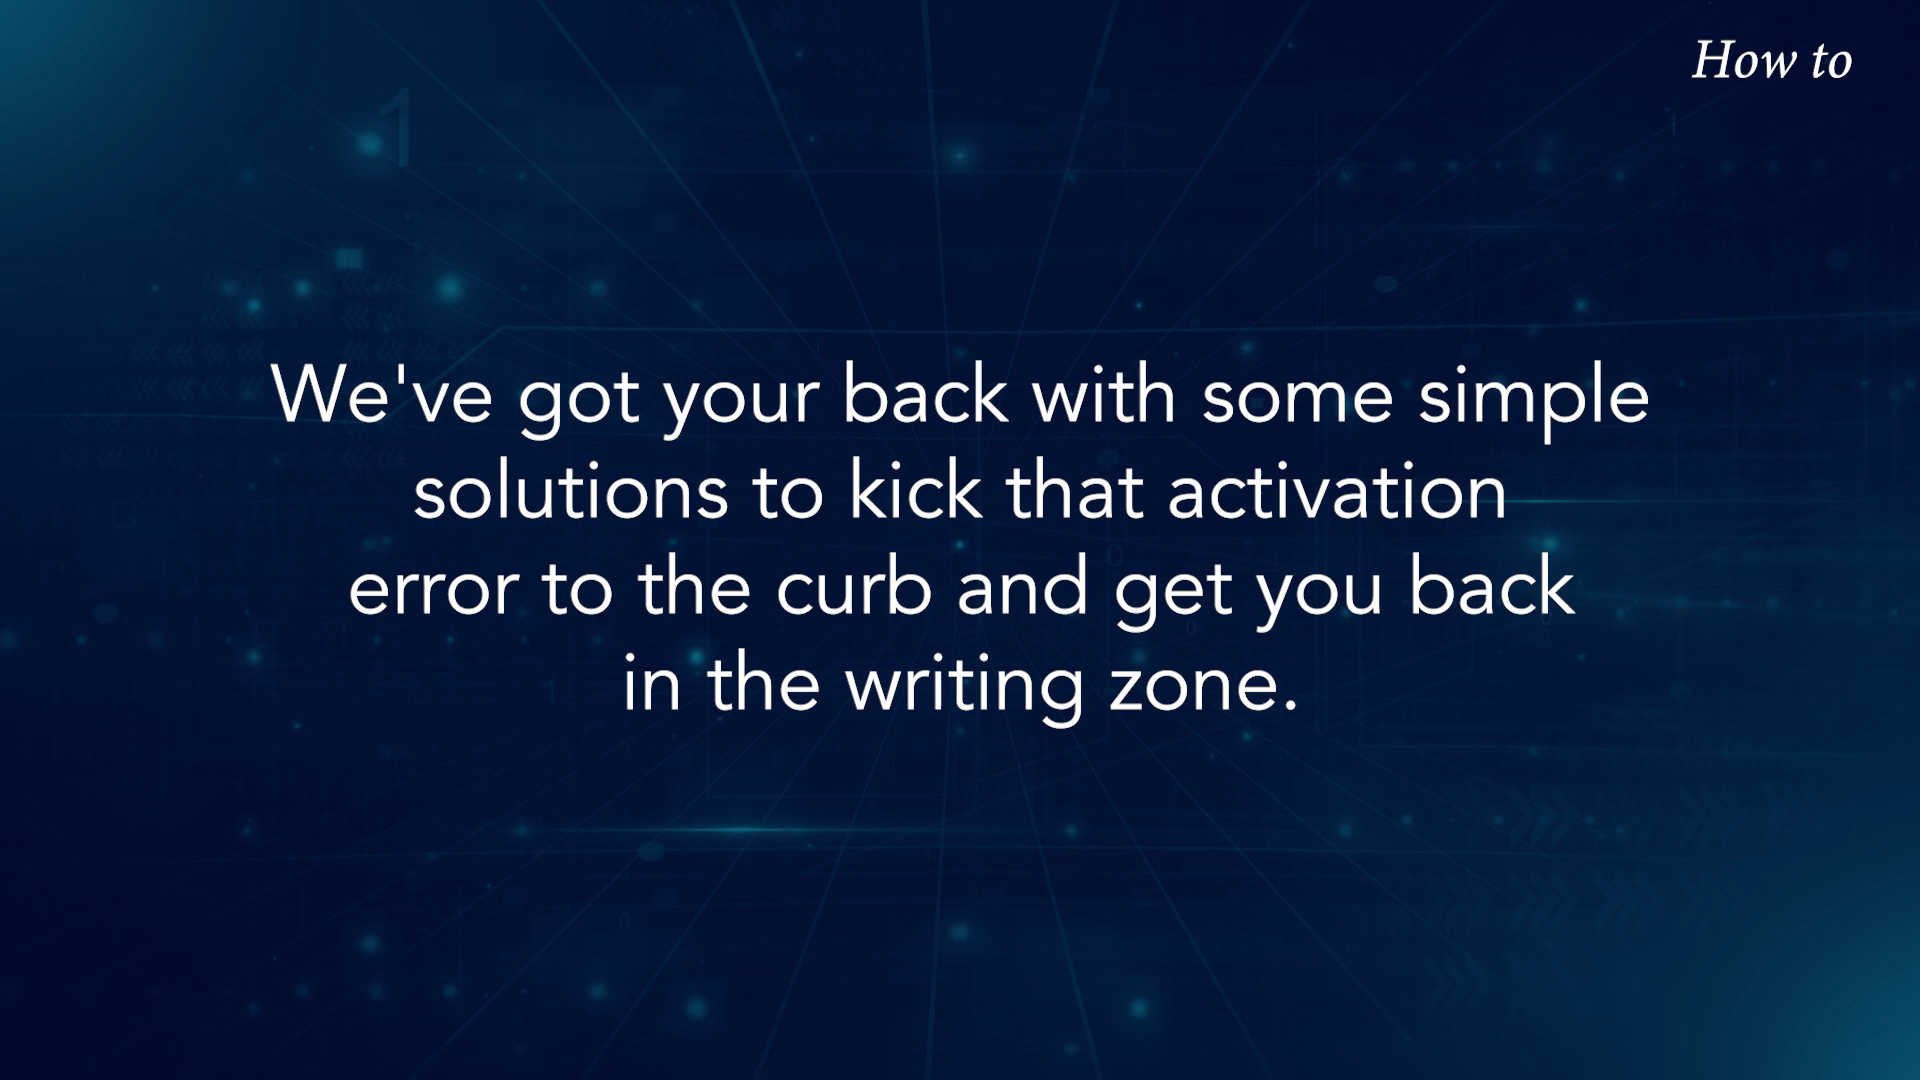 How to
We've got your back with some simple
solutions to kick that activation
error to the curb and get you back
in the writing zone.